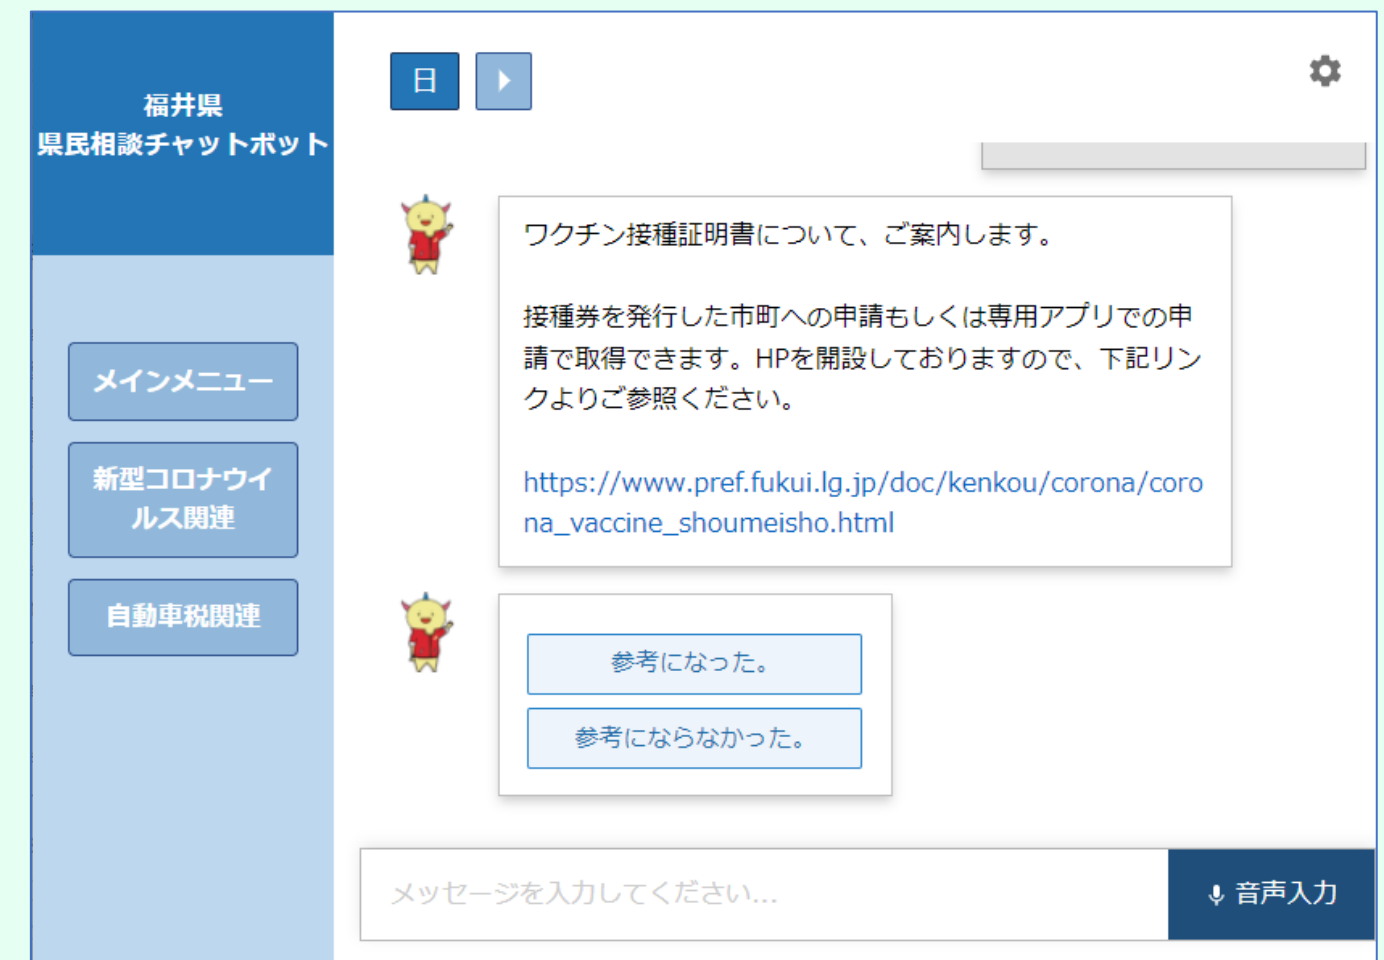 福井県
県民相談チャットボット
日
メインメニュー
新型コロナウイ
ルス関連
自動車税関連
ワクチン接種証明書について、ご案内します。
接種券を発行した市町への申請もしくは専用アプリでの申
請で取得できます。HPを開設しておりますので、下記リン
クよりご参照ください。
https://www.pref.fukui.lg.jp/doc/kenkou/corona/coro
na_vaccine_shoumeisho.html
参考になった。
参考にならなかった。
メッセージを入力してください...
音声入力